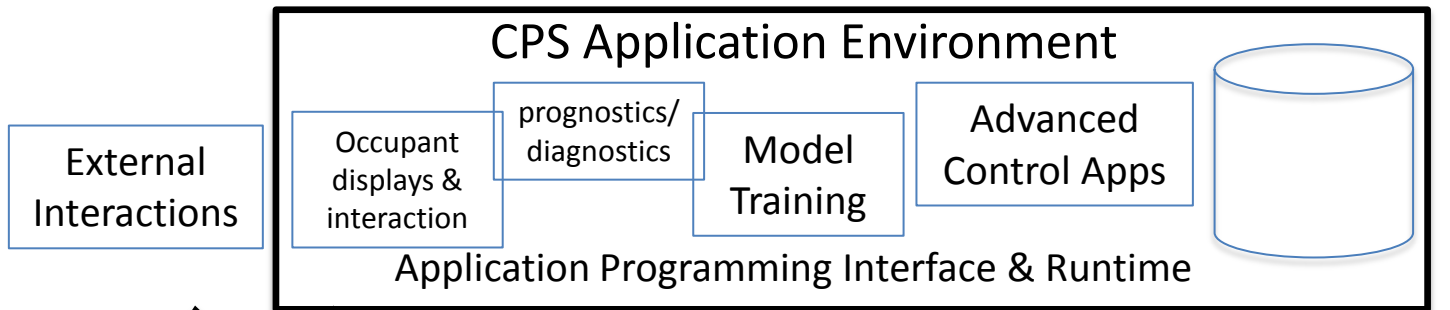 CPS Application Environment
External
Interactions
Occupant
displays &
interaction
prognostics/
diagnostics
Model
Training
Advanced
Control Apps
Application Programming Interface & Runtime